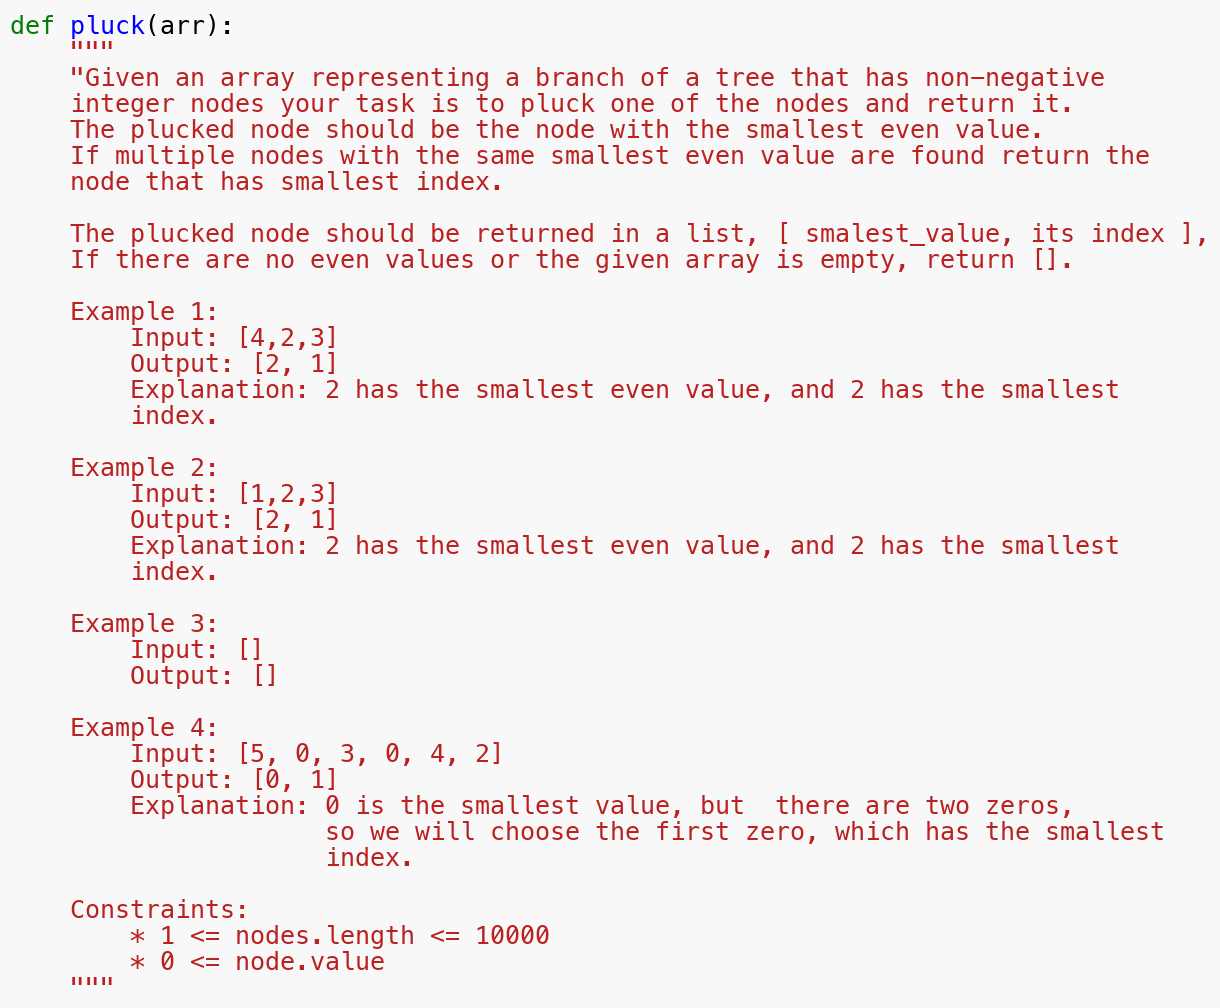 def pluck(arr):
    """
    "Given an array representing a branch of a tree that has non-negative
    integer nodes your task is to pluck one of the nodes and return it.
    The plucked node should be the node with the smallest even value.
    If multiple nodes with the same smallest even value are found return the
    node that has smallest index.

    The plucked node should be returned in a list, [ smalest_value, its index ],
    If there are no even values or the given array is empty, return [].

    Example 1:
        Input: [4,2,3]
        Output: [2, 1]
        Explanation: 2 has the smallest even value, and 2 has the smallest
        index.

    Example 2:
        Input: [1,2,3]
        Output: [2, 1]
        Explanation: 2 has the smallest even value, and 2 has the smallest
        index.

    Example 3:
        Input: []
        Output: []

    Example 4:
        Input: [5, 0, 3, 0, 4, 2]
        Output: [0, 1]
        Explanation: 0 is the smallest value, but  there are two zeros,
                     so we will choose the first zero, which has the smallest
                     index.

    Constraints:
        * 1 <= nodes.length <= 10000
        * 0 <= node.value
    """